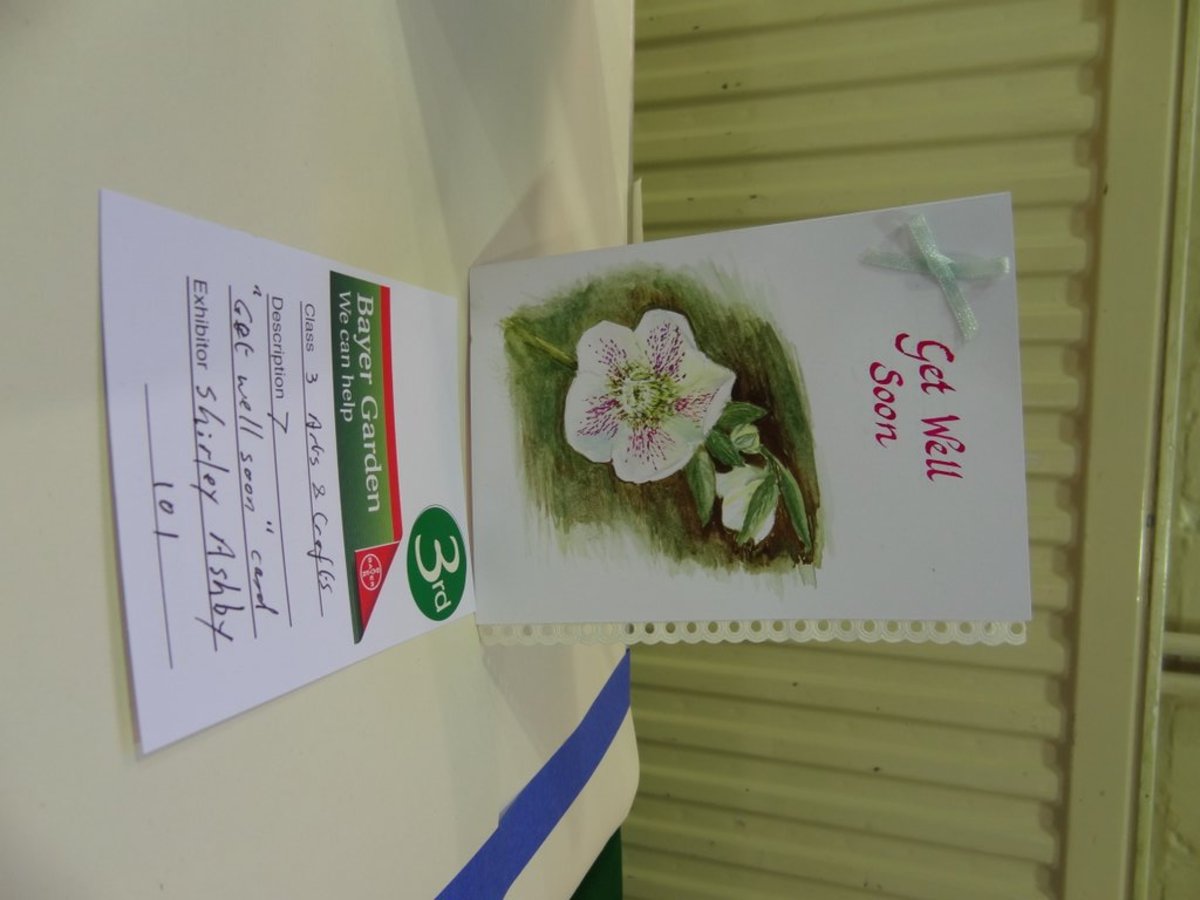 Get Well
Soon
3rd
Bayer Garden
We can help
BAYER
Class 3 Arts & Crafts
Description 7
"Get well soon" card
Exhibitor Shirley Ashby
101